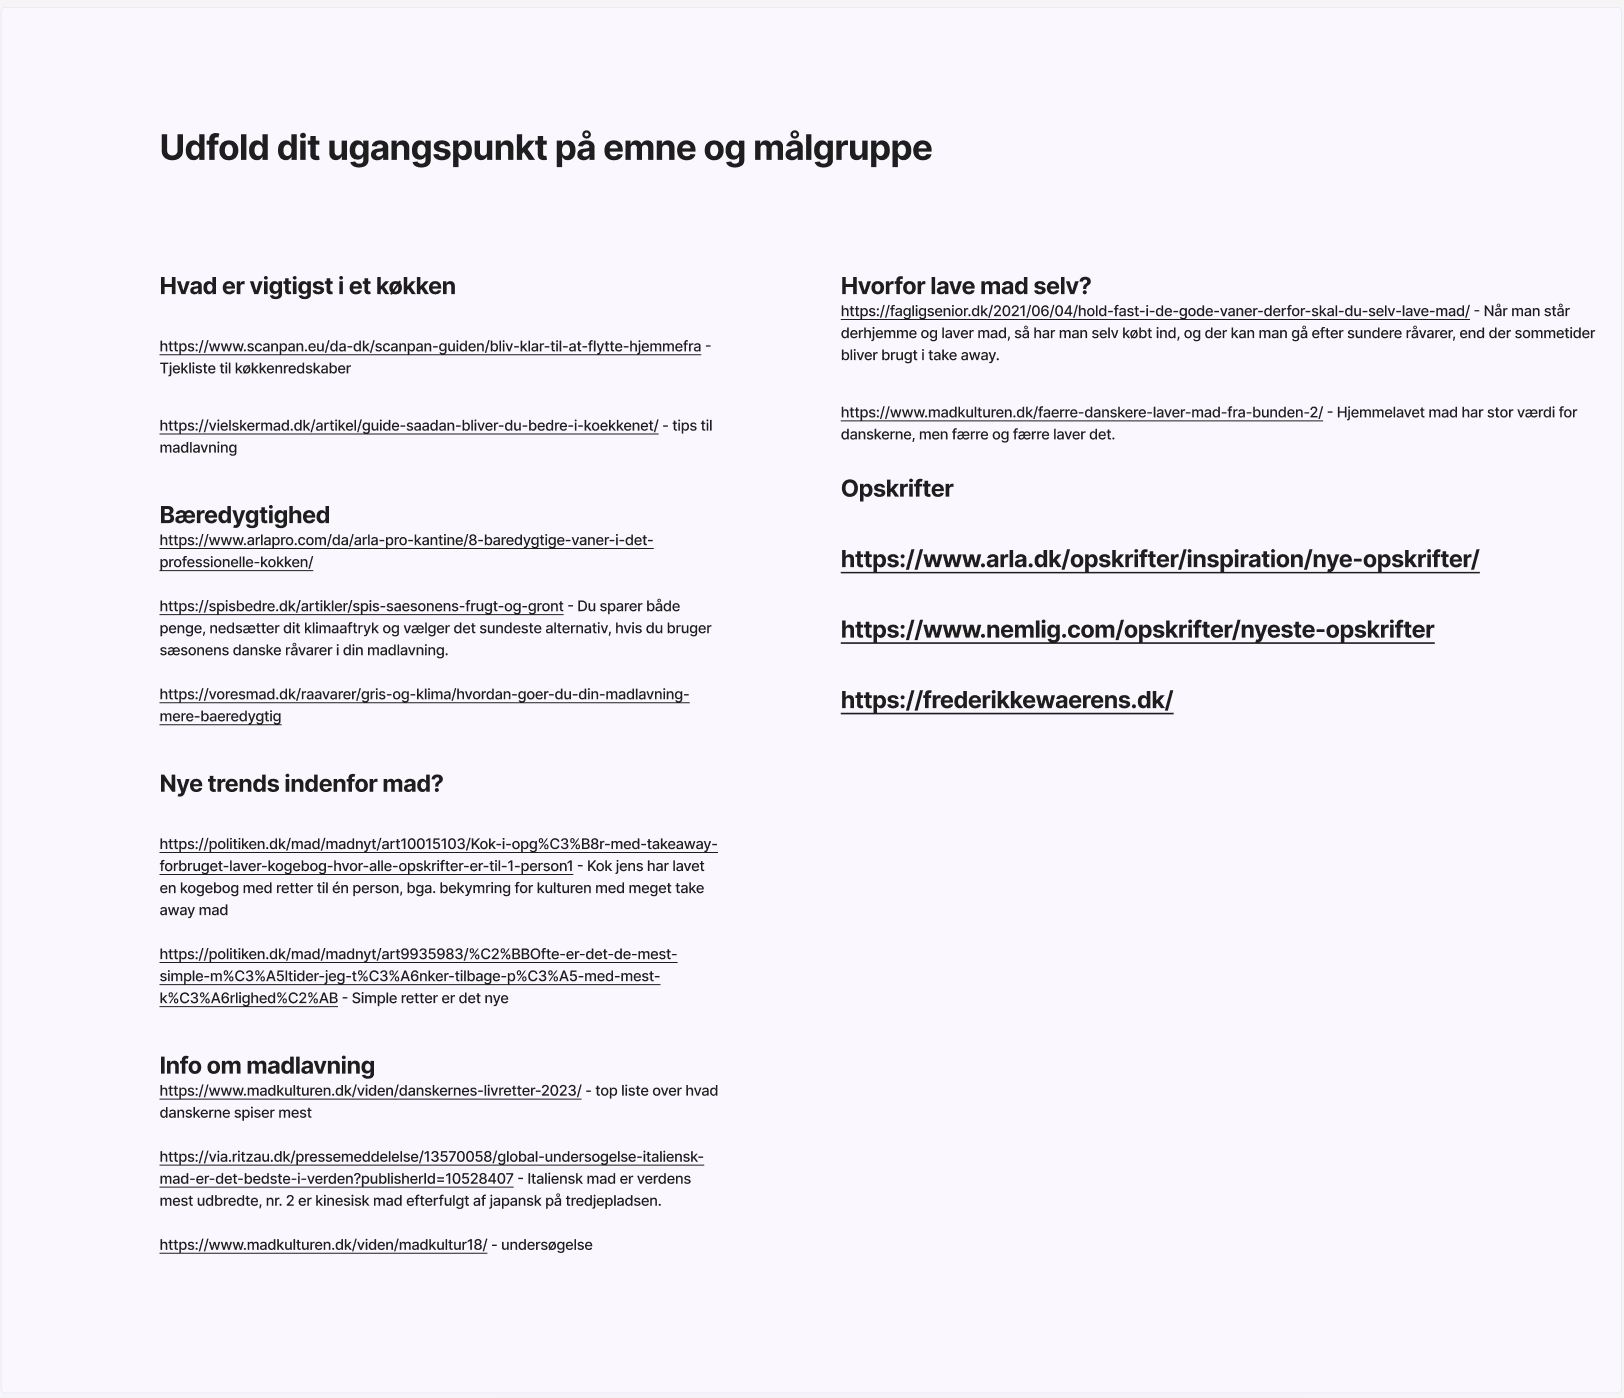 Udfold dit ugangspunkt på emne og målgruppe
Hvad er vigtigst i et køkken
https://www.scanpan.eu/da-dk/scanpan-guiden/bliv-klar-til-at-flytte-hjemmefra -
Tjekliste til køkkenredskaber
https://vielskermad.dk/artikel/guide-saadan-bliver-du-bedre-i-koekkenet/ - tips til
madlavning
Bæredygtighed
https://www.arlapro.com/da/arla-pro-kantine/8-baredygtige-vaner-i-det-
professionelle-kokken/
https://spisbedre.dk/artikler/spis-saesonens-frugt-og-gront - Du sparer både
penge, nedsætter dit klimaaftryk og vælger det sundeste alternativ, hvis du bruger
sæsonens danske råvarer i din madlavning.
https://voresmad.dk/raavarer/gris-og-klima/hvordan-goer-du-din-madlavning-
mere-baeredygtig
Nye trends indenfor mad?
https://politiken.dk/mad/madnyt/art10015103/Kok-i-opg%C3%B8r-med-takeaway-
forbruget-laver-kogebog-hvor-alle-opskrifter-er-til-1-person1 - Kok jens har lavet
en kogebog med retter til én person, bga. bekymring for kulturen med meget take
away mad
https://politiken.dk/mad/madnyt/art9935983/%C2%BBOfte-er-det-de-mest-
simple-m%C3%A5ltider-jeg-t%C3%A6nker-tilbage-p%C3%A5-med-mest-
k%C3%A6rlighed%C2%AB - Simple retter er det nye
Info om madlavning
https://www.madkulturen.dk/viden/danskernes-livretter-2023/ - top liste over hvad
danskerne spiser mest
https://via.ritzau.dk/pressemeddelelse/13570058/global-undersogelse-italiensk-
mad-er-det-bedste-i-verden?publisherId=10528407 - Italiensk mad er verdens
mest udbredte, nr. 2 er kinesisk mad efterfulgt af japansk på tredjepladsen.
https://www.madkulturen.dk/viden/madkultur18/ - undersøgelse
Hvorfor lave mad selv?
https://fagligsenior.dk/2021/06/04/hold-fast-i-de-gode-vaner-derfor-skal-du-selv-lave-mad/ - Når man står
derhjemme og laver mad, så har man selv købt ind, og der kan man gå efter sundere råvarer, end der sommetider
bliver brugt i take away.
https://www.madkulturen.dk/faerre-danskere-laver-mad-fra-bunden-2/ - Hjemmelavet mad har stor værdi for
danskerne, men færre og færre laver det.
Opskrifter
https://www.arla.dk/opskrifter/inspiration/nye-opskrifter/
https://www.nemlig.com/opskrifter/nyeste-opskrifter
https://frederikkewaerens.dk/